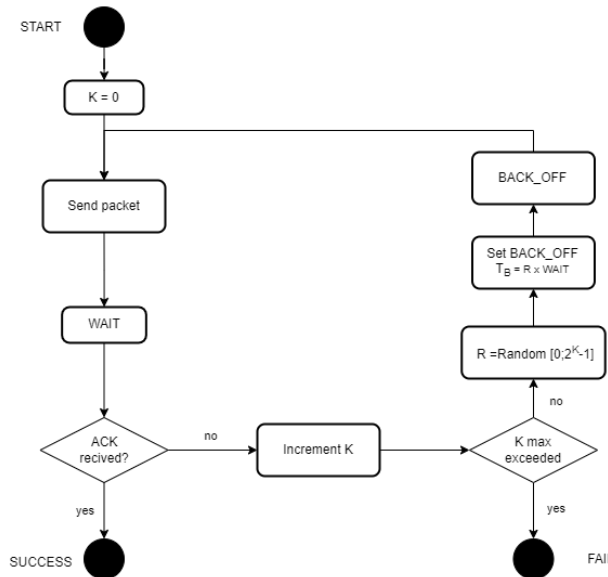 START
K = 0
Send packet
WAIT
ACK
recived?
no
yes
SUCCESS
Increment K
K max
exceeded
no
yes
R =Random [0;2^K-1]
Set BACK_OFF
T_B = R x WAIT
BACK_OFF
FAI